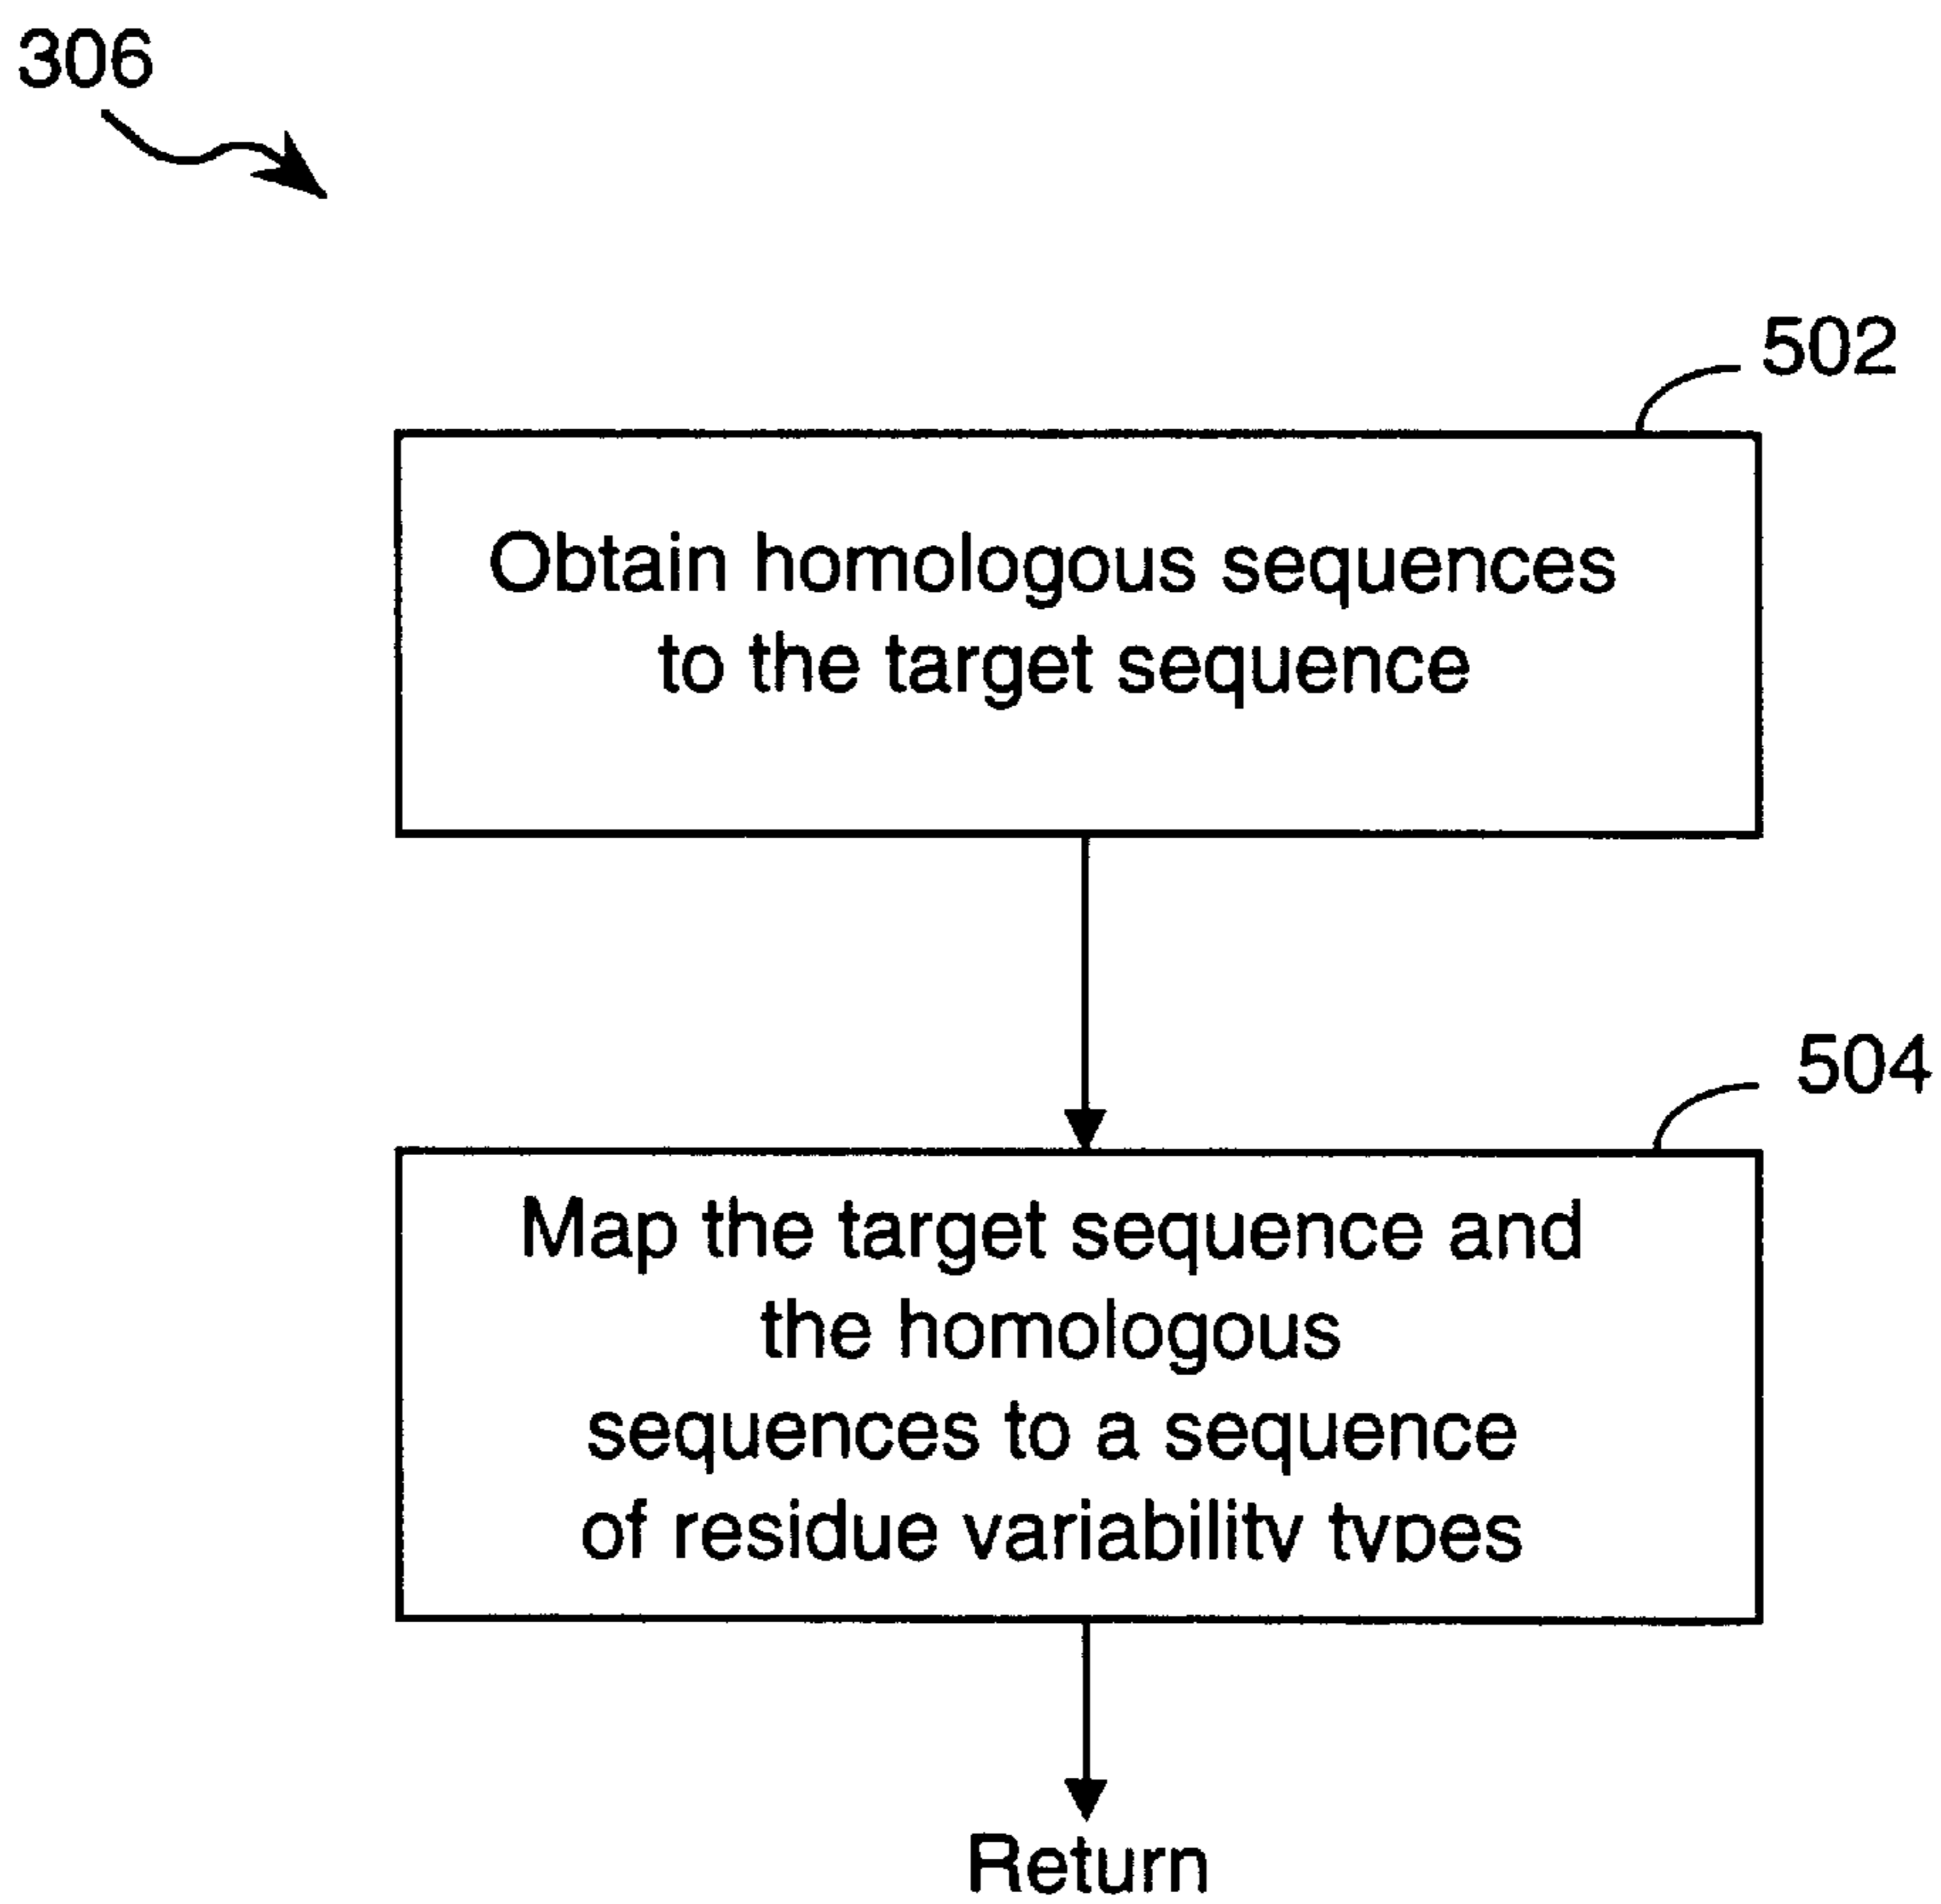 306
502
Obtain homologous sequences
to the target sequence
504
Map the target sequence and
the homologous
sequences to a sequence
of residue variability types
Return